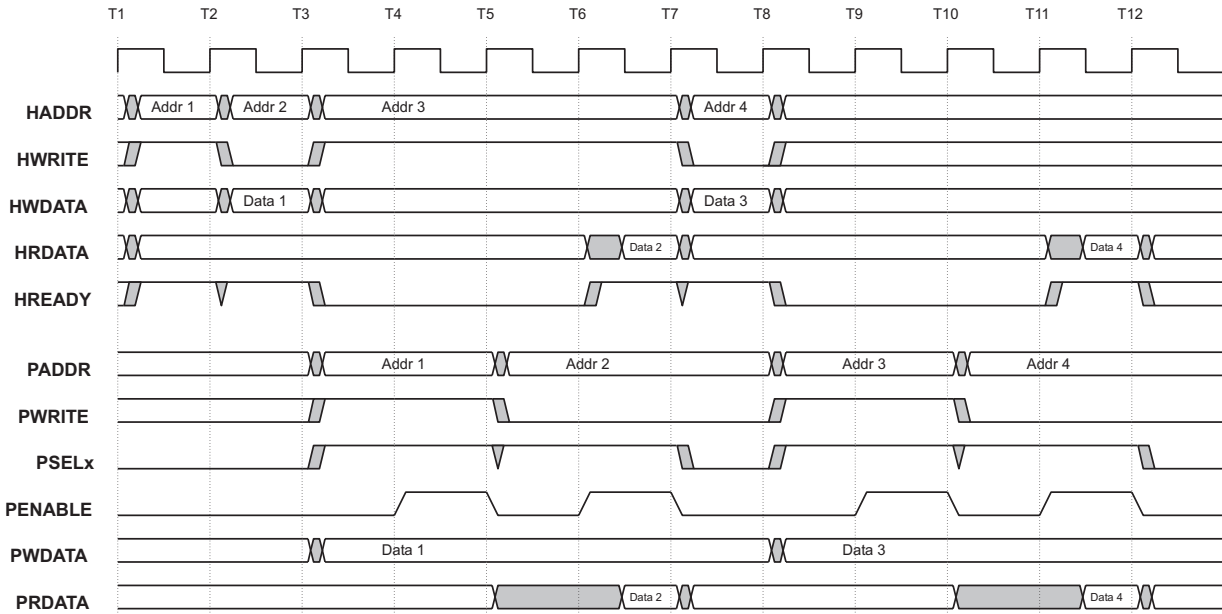 T1 T2 T3 T4 T5 T6 T7 T8 T9 T10 T11 T12
HADDR Addr 1 Addr 2 Addr 3 Addr 4
HWRITE
HWDATA Data 1 Data 3
HRDATA Data 2 Data 4
HREADY
PADDR Addr 1 Addr 2 Addr 3 Addr 4
PWRITE
PSELx
PENABLE
PWDATA Data 1 Data 3
PRDATA Data 2 Data 4